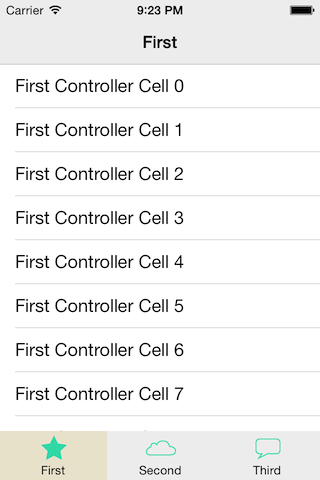 Carrier 9:23 PM
First
First Controller Cell 0
First Controller Cell 1
First Controller Cell 2
First Controller Cell 3
First Controller Cell 4
First Controller Cell 5
First Controller Cell 6
First Controller Cell 7
First Second Third